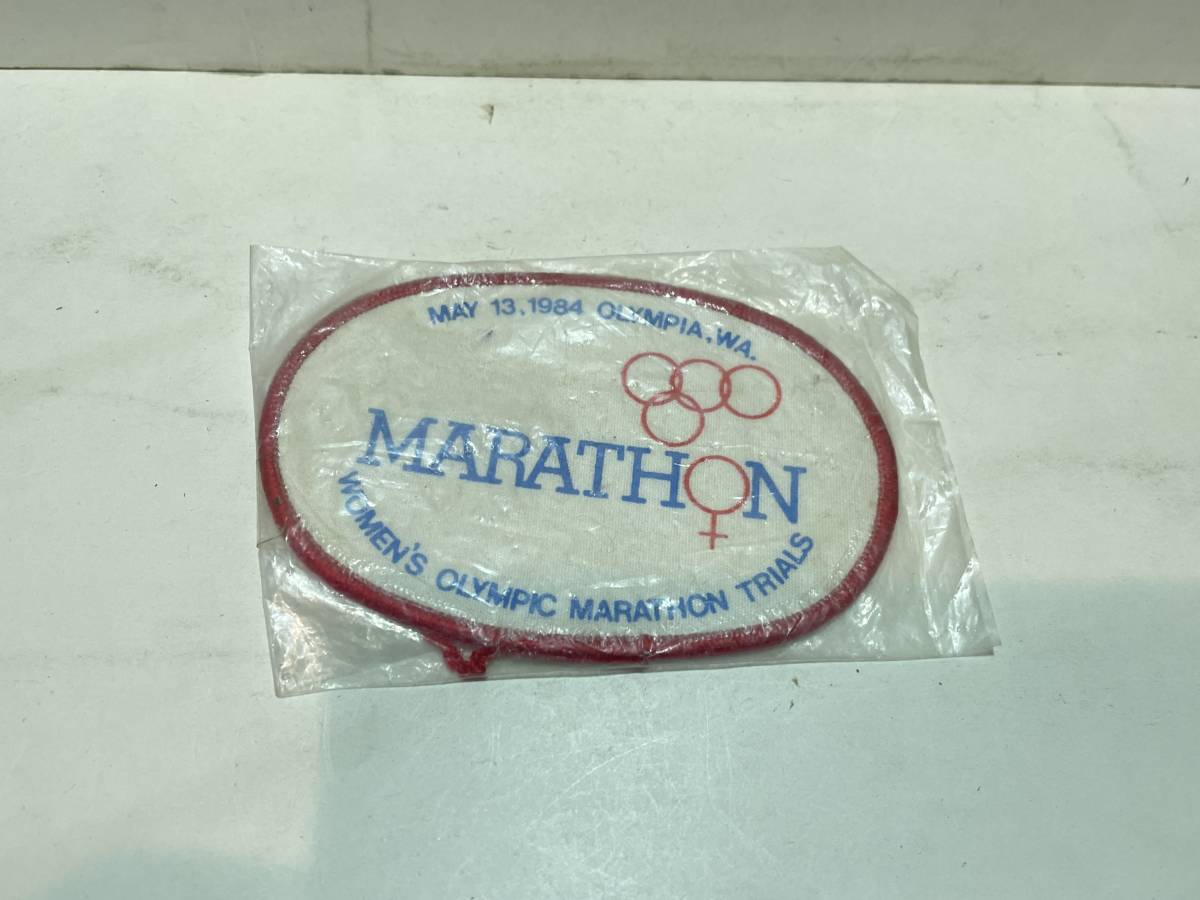 MAY 13, 1984 OLYMPIA, WA.
MARATHON
WOMEN'S OLYMPIC MARATHON TRIALS